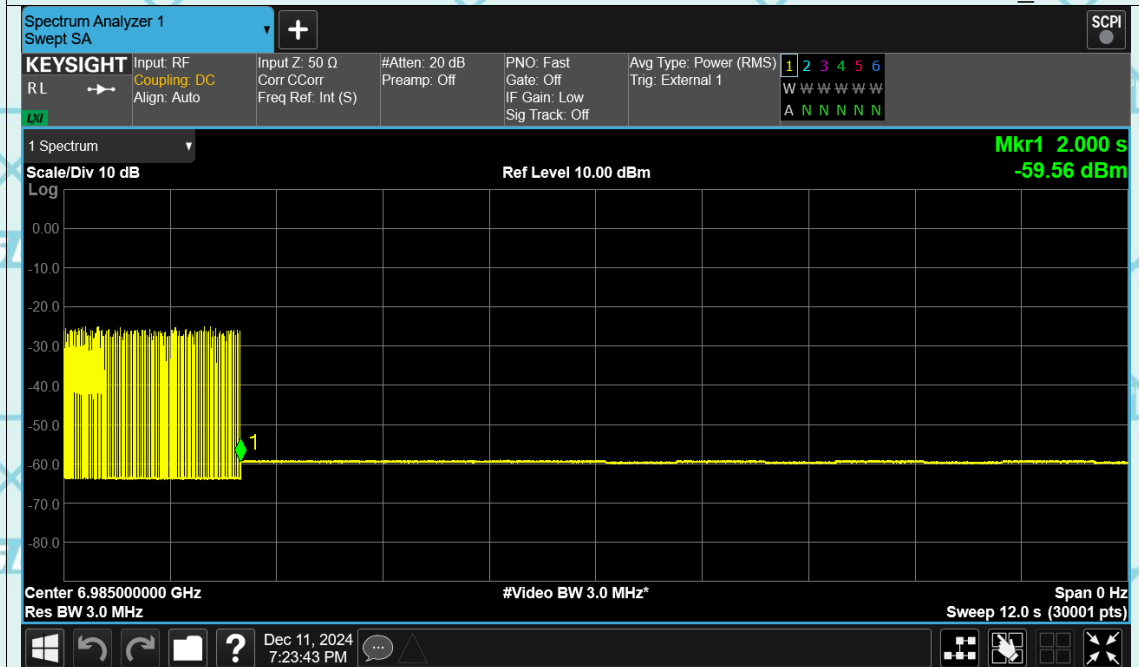 Spectrum Analyzer 1
Swept SA
+
SCPI
KEYSIGHT
RL
LXI
Input: RF
Coupling: DC
Align: Auto
Input Z: 50 Ω
Corr CCorr
Freq Ref: Int (S)
#Atten: 20 dB
Preamp: Off
PNO: Fast
Gate: Off
IF Gain: Low
Sig Track: Off
Avg Type: Power (RMS)
Trig: External 1
1 2 3 4 5 6
W W W W W W
A N N N N N
1 Spectrum
Mkr1 2.000 s
-59.56 dBm
Scale/Div 10 dB
Ref Level 10.00 dBm
Log
0.00
-10.0
-20.0
-30.0
-40.0
-50.0
-60.0
-70.0
-80.0
1
Center 6.985000000 GHz
#Video BW 3.0 MHz*
Span 0 Hz
Res BW 3.0 MHz
Sweep 12.0 s (30001 pts)
?
Dec 11, 2024
7:23:43 PM